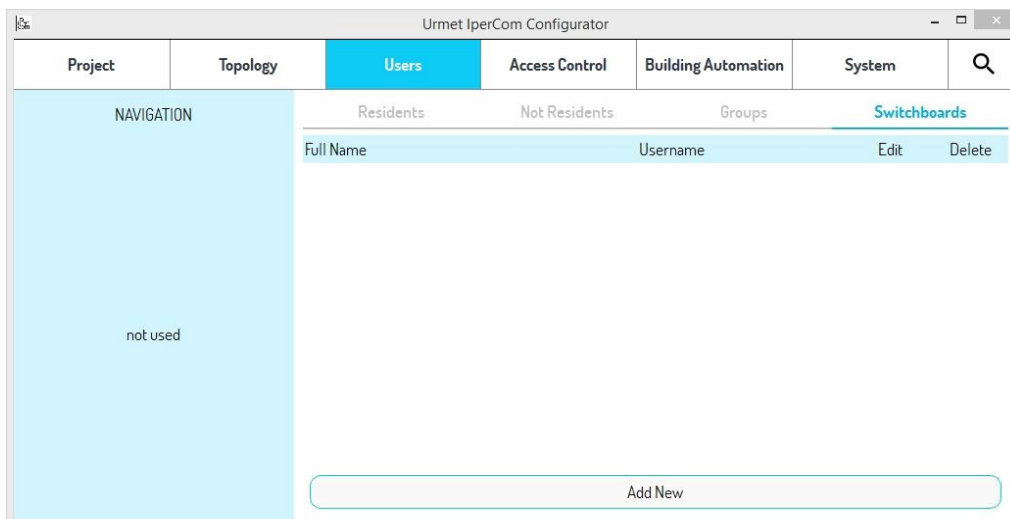 Urmet IperCom Configurator
Project Topology Users Access Control Building Automation System
NAVIGATION
Residents Not Residents Groups Switchboards
Full Name Username Edit Delete
not used
Add New